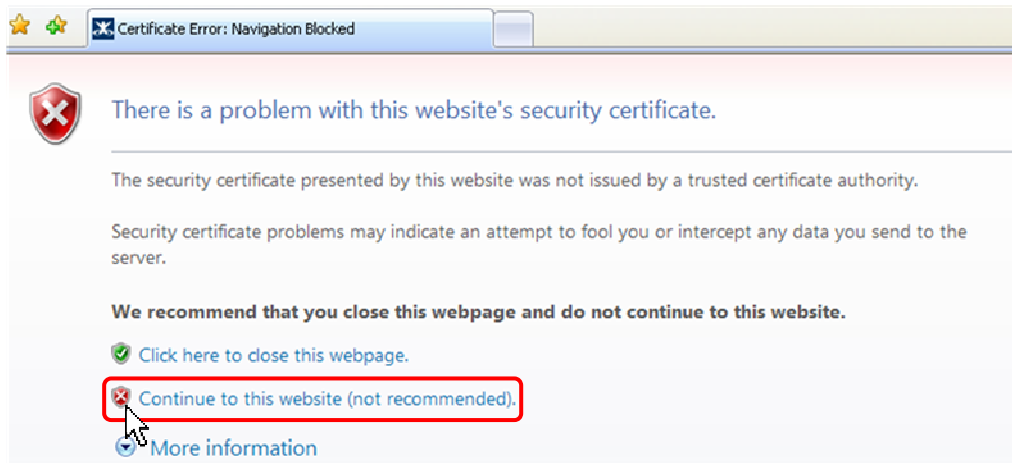 Certificate Error: Navigation Blocked
There is a problem with this website's security certificate.
The security certificate presented by this website was not issued by a trusted certificate authority.
Security certificate problems may indicate an attempt to fool you or intercept any data you send to the
server.
We recommend that you close this webpage and do not continue to this website.
Click here to close this webpage.
Continue to this website (not recommended).
More information